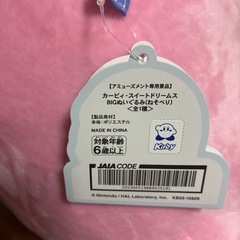 【アミューズメント専用景品】
カービィ・スイートドリームス
BIGぬいぐるみ(ねそべり)
<全1種>
【製品素材】
本体:ポリエステル
MADE IN CHINA
対象年齢
6歳以上
Kirby
JAIA CODE
© Nintendo / HAL Laboratory, Inc.